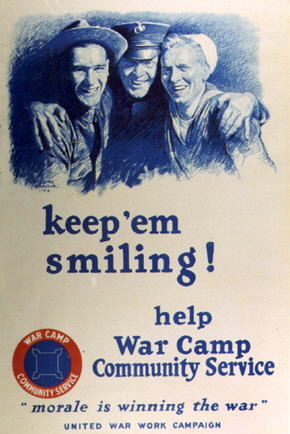 keep'em
smiling!
help
War Camp
Community Service
WAR CAMP
COMMUNITY SERVICE
"morale is winning the war"
UNITED WAR WORK CAMPAIGN